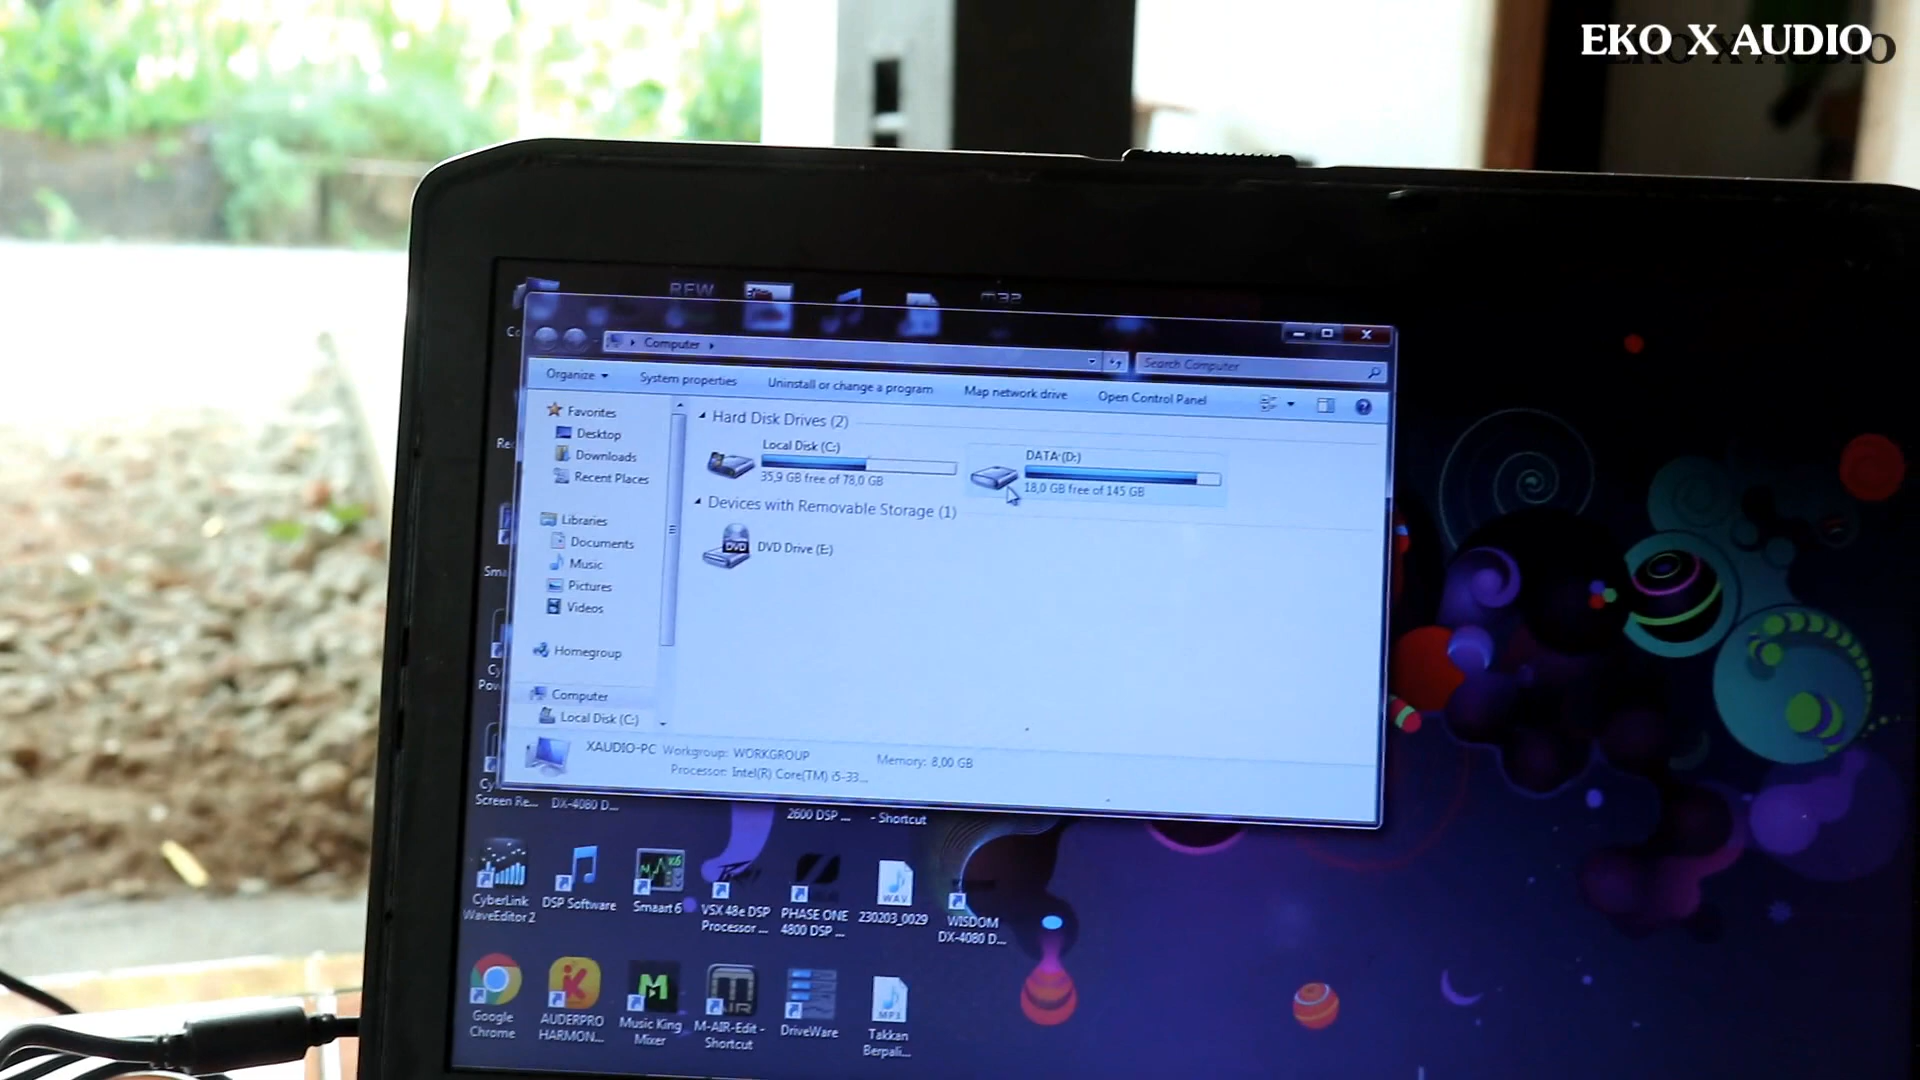 EKO X AUDIO
REW
m32
Computer
Search Computer
Organize
System properties
Uninstall or change a program
Map network drive
Open Control Panel
Favorites
Desktop
Downloads
Recent Places
Libraries
Documents
Music
Pictures
Videos
Homegroup
Computer
Local Disk (C:)
Hard Disk Drives (2)
Local Disk (C:)
35,9 GB free of 78,0 GB
DATA (D:)
18,0 GB free of 145 GB
Devices with Removable Storage (1)
DVD
DVD Drive (E:)
XAUDIO-PC
Workgroup: WORKGROUP
Memory: 8,00 GB
Processor: Intel(R) Core(TM) i5-33...
Screen Re...
DX-4080 D...
2600 DSP ...
- Shortcut
CyberLink
WaveEditor 2
DSP Software
Smaart 6
VSX 48e DSP
Processor ...
PHASE ONE
4800 DSP ...
WAV
230203_0029
WISDOM
DX-4080 D...
Google
Chrome
AUDERPRO
HARMON...
Music King
Mixer
M-AIR-Edit -
Shortcut
DriveWare
MP3
Takkan
Berpali...